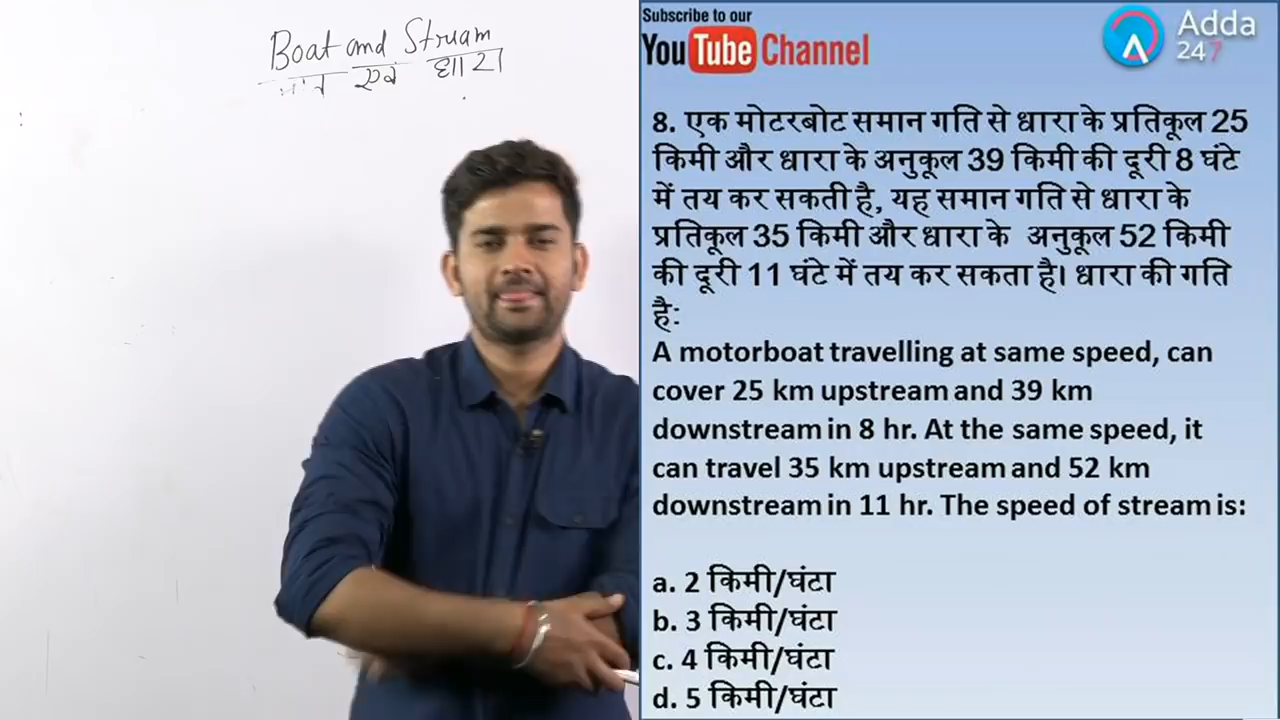 Boat and Stream
एवं धारा
Subscribe to our
YouTube Channel
Adda
247
8. एक मोटरबोट समान गति से धारा के प्रतिकूल 25
किमी और धारा के अनुकूल 39 किमी की दूरी 8 घंटे
में तय कर सकती है, यह समान गति से धारा के
प्रतिकूल 35 किमी और धारा के अनुकूल 52 किमी
की दूरी 11 घंटे में तय कर सकता है। धारा की गति
है:
A motorboat travelling at same speed, can
cover 25 km upstream and 39 km
downstream in 8 hr. At the same speed, it
can travel 35 km upstream and 52 km
downstream in 11 hr. The speed of stream is:
a. 2 किमी/घंटा
b. 3 किमी/घंटा
c. 4 किमी/घंटा
d. 5 किमी/घंटा